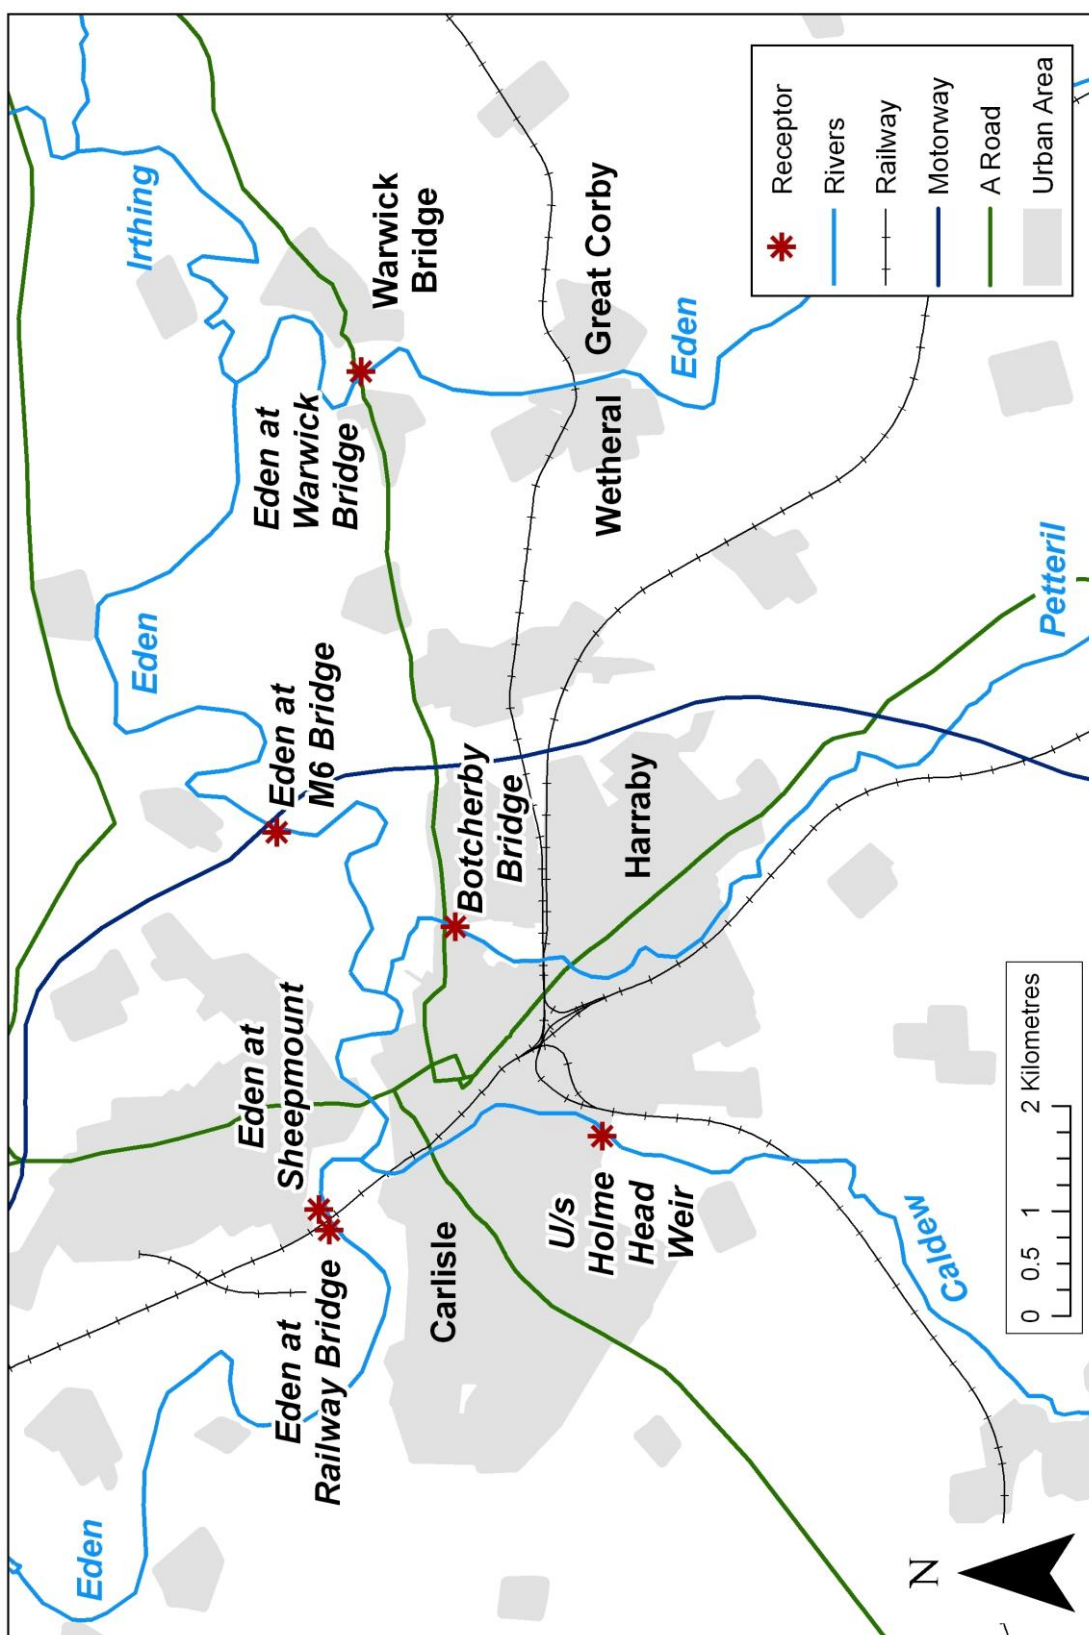 Irthing
Eden
Eden at
Warwick
Bridge
Warwick
Bridge
Eden at
M6 Bridge
Eden at
Sheepmount
Eden at
Railway Bridge
Eden
Botcherby
Bridge
Carlisle
Harraby
Wetheral
Great Corby
Eden
U/s
Holme
Head
Weir
Caldew
Petteril
N
0 0.5 1 2 Kilometres
Receptor
Rivers
Railway
Motonway
A Road
Urban Area